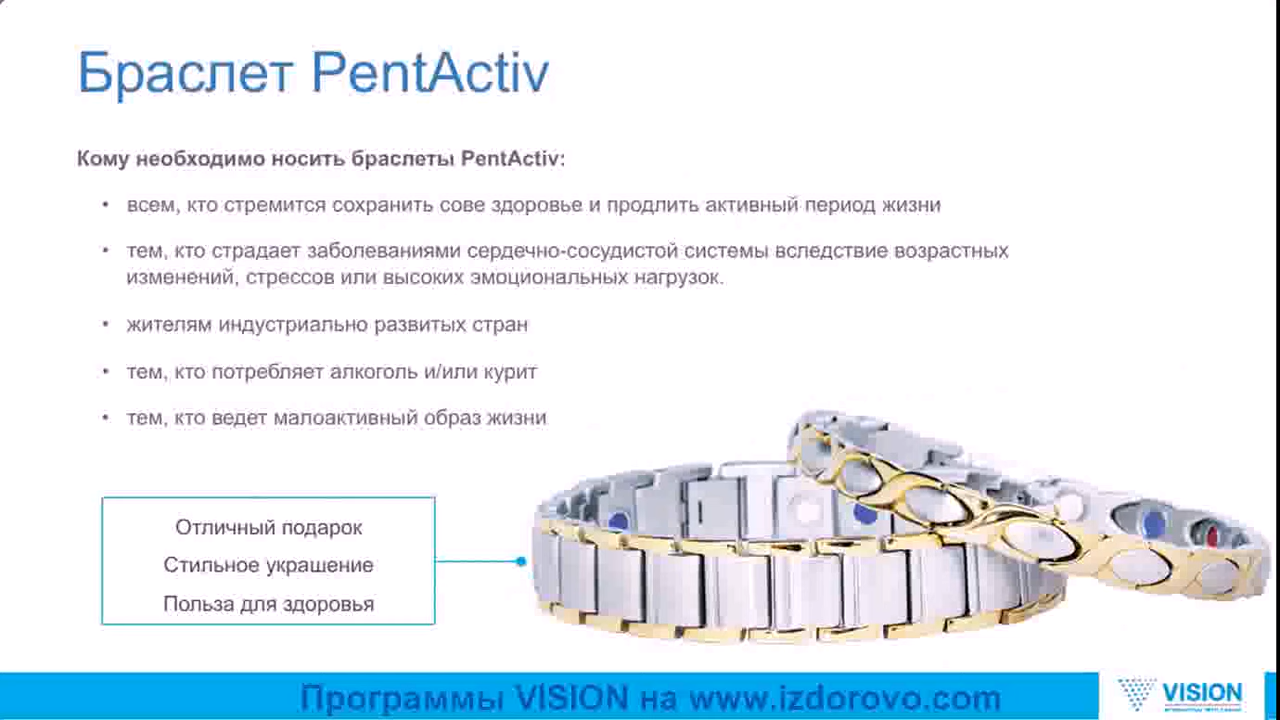 Браслет PentActiv
Кому необходимо носить браслеты PentActiv:
• всем, кто стремится сохранить сове здоровье и продлить активный период жизни
• тем, кто страдает заболеваниями сердечно-сосудистой системы вследствие возрастных
изменений, стрессов или высоких эмоциональных нагрузок.
• жителям индустриально развитых стран
• тем, кто потребляет алкоголь и/или курит
• тем, кто ведет малоактивный образ жизни
Отличный подарок
Стильное украшение
Польза для здоровья
Программы VISION на www.izdorovo.com
VISION